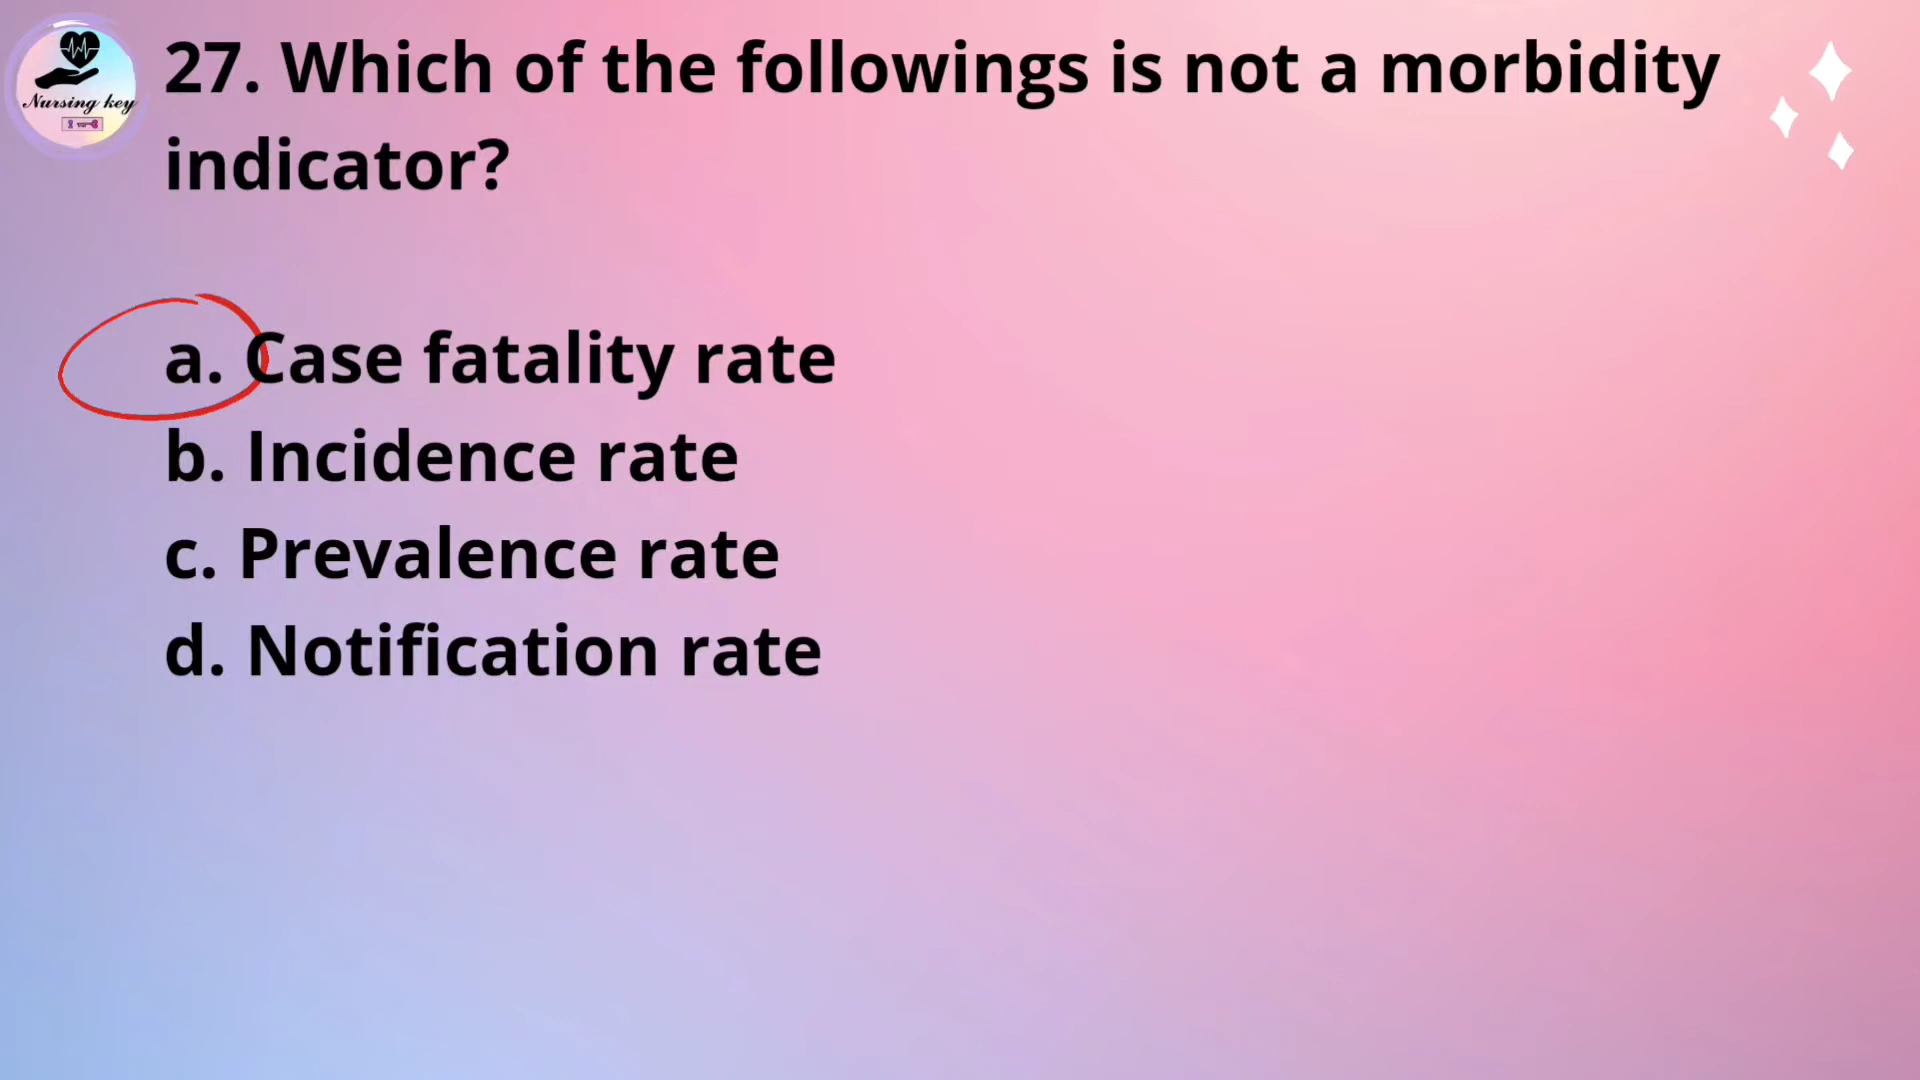 Nursing key
27. Which of the followings is not a morbidity
indicator?
a. Case fatality rate
b. Incidence rate
c. Prevalence rate
d. Notification rate